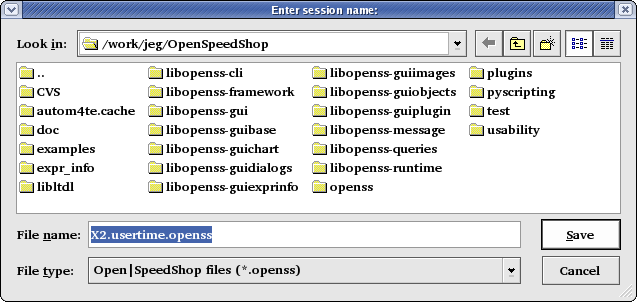 Enter session name:
Look in: /work/jeg/OpenSpeedShop
.. libopenss-cli libopenss-guiimages plugins
CVS libopenss-framework libopenss-guiobjects pyscripting
autom4te.cache libopenss-gui libopenss-guiplugin test
doc libopenss-guibase libopenss-message usability
examples libopenss-guichart libopenss-queries
expr_info libopenss-guidialogs libopenss-runtime
libltdl libopenss-guiexprinfo openss
File name: X2.usertime.openss Save
File type: Open|SpeedShop files (*.openss) Cancel